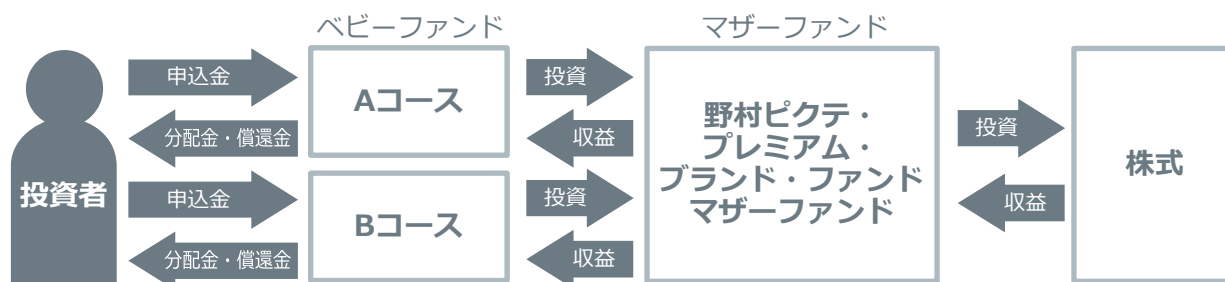 ベビーファンド
マザーファンド
投資者
申込金
分配金・償還金
申込金
分配金・償還金
Aコース
Bコース
投資
収益
投資
収益
野村ピクテ・
プレミアム・
ブランド・ファンド
マザーファンド
投資
収益
株式